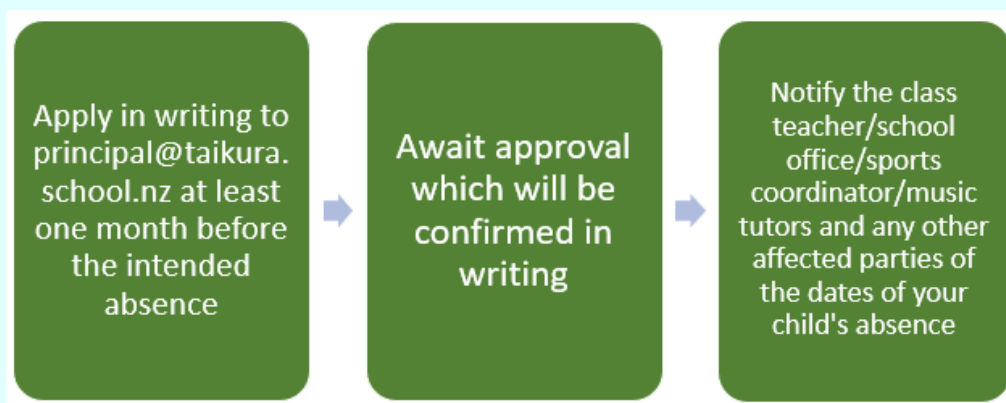 Apply in writing to
principal@taikura.
school.nz at least
one month before
the intended
absence
Await approval
which will be
confirmed in
writing
Notify the class
teacher/school
office/sports
coordinator/music
tutors and any other
affected parties of
the dates of your
child's absence